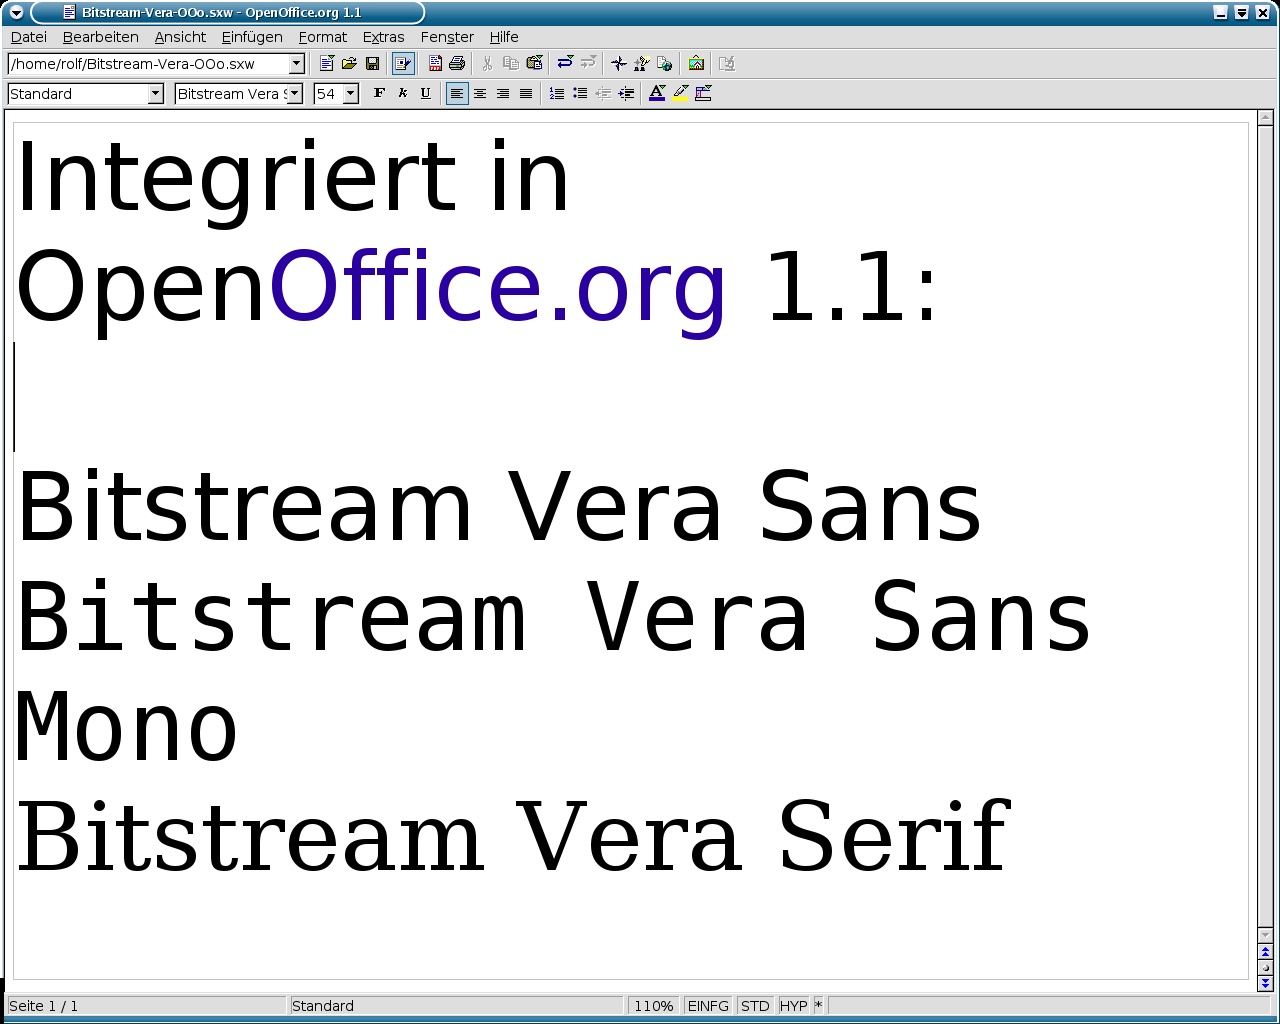 Bitstream-Vera-OOo.sxw - OpenOffice.org 1.1
Datei Bearbeiten Ansicht Einfügen Format Extras Fenster Hilfe
/home/rolf/Bitstream-Vera-OOo.sxw
Standard Bitstream Vera S 54 F k U
Integriert in
OpenOffice.org 1.1:
Bitstream Vera Sans
Bitstream Vera Sans
Mono
Bitstream Vera Serif
Seite 1 / 1 Standard 110% EINFG STD HYP *